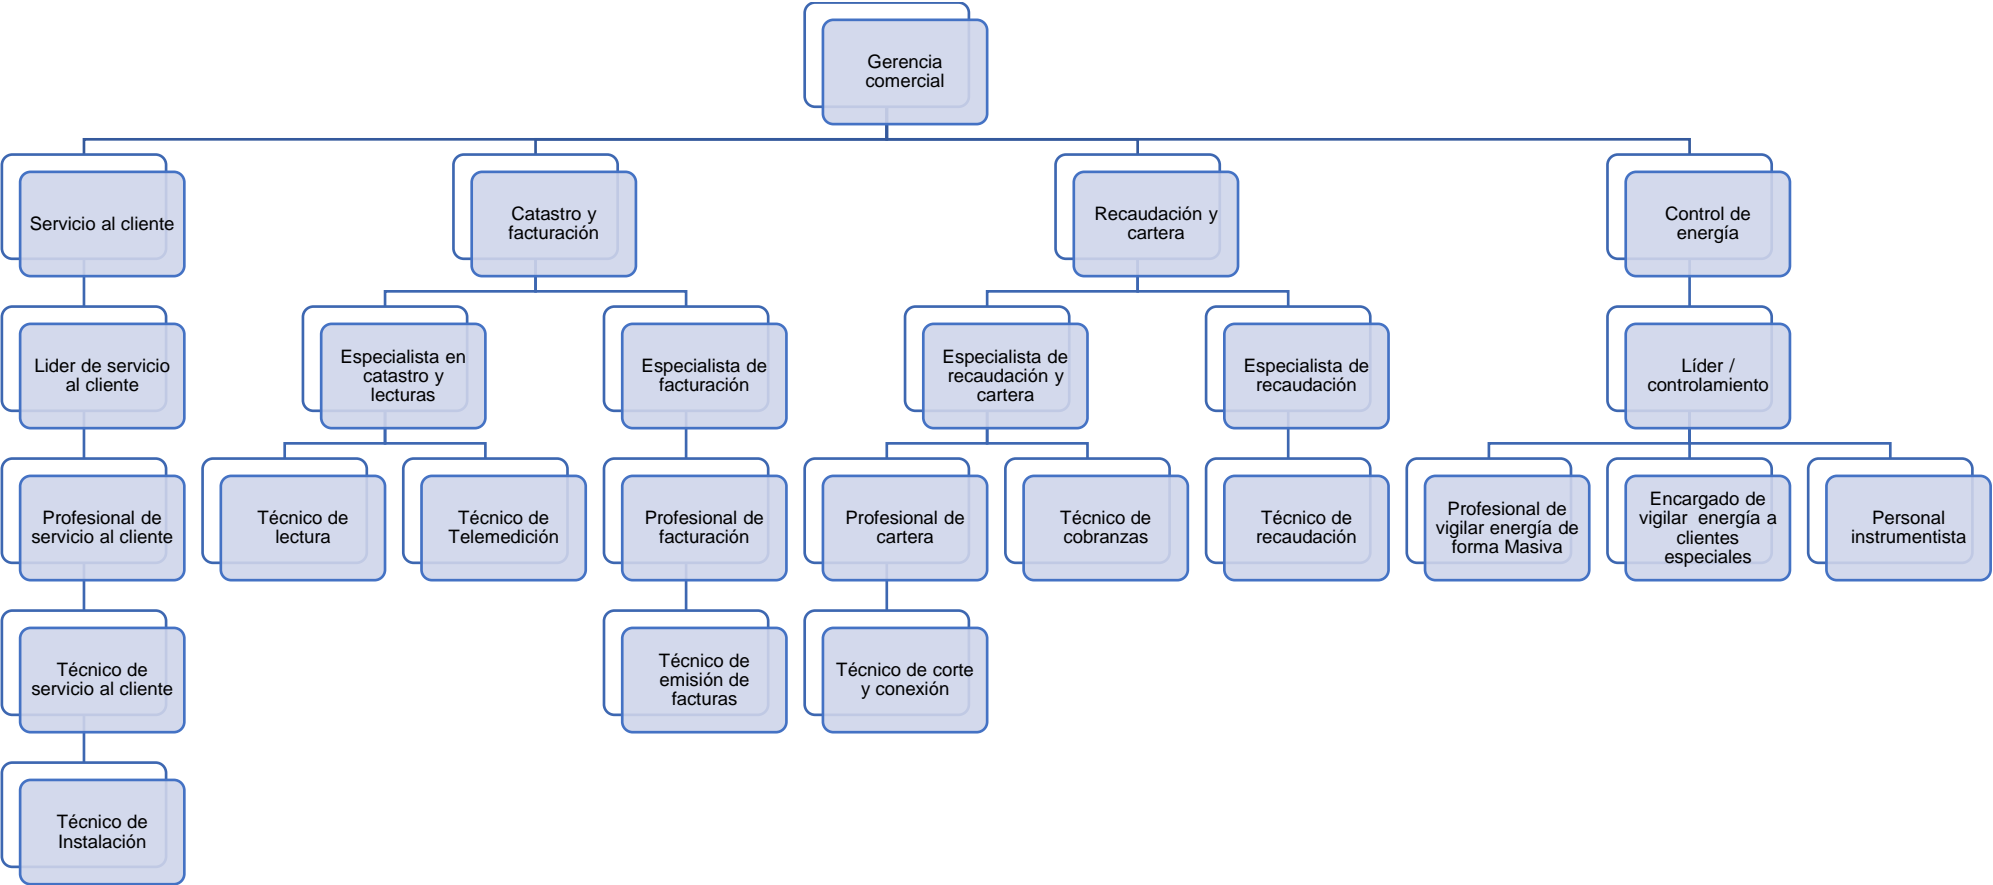 Gerencia
comercial
Servicio al cliente
Catastro y
facturación
Recaudación y
cartera
Control de
energía
Lider de servicio
al cliente
Especialista en
catastro y
lecturas
Especialista de
facturación
Especialista de
recaudación y
cartera
Especialista de
recaudación
Líder /
controlamiento
Profesional de
servicio al cliente
Técnico de
lectura
Técnico de
Telemedición
Profesional de
facturación
Profesional de
cartera
Técnico de
cobranzas
Técnico de
recaudación
Profesional de
vigilar energía de
forma Masiva
Encargado de
vigilar energía a
clientes
especiales
Personal
instrumentista
Técnico de
servicio al cliente
Técnico de
emisión de
facturas
Técnico de corte
y conexión
Técnico de
Instalación